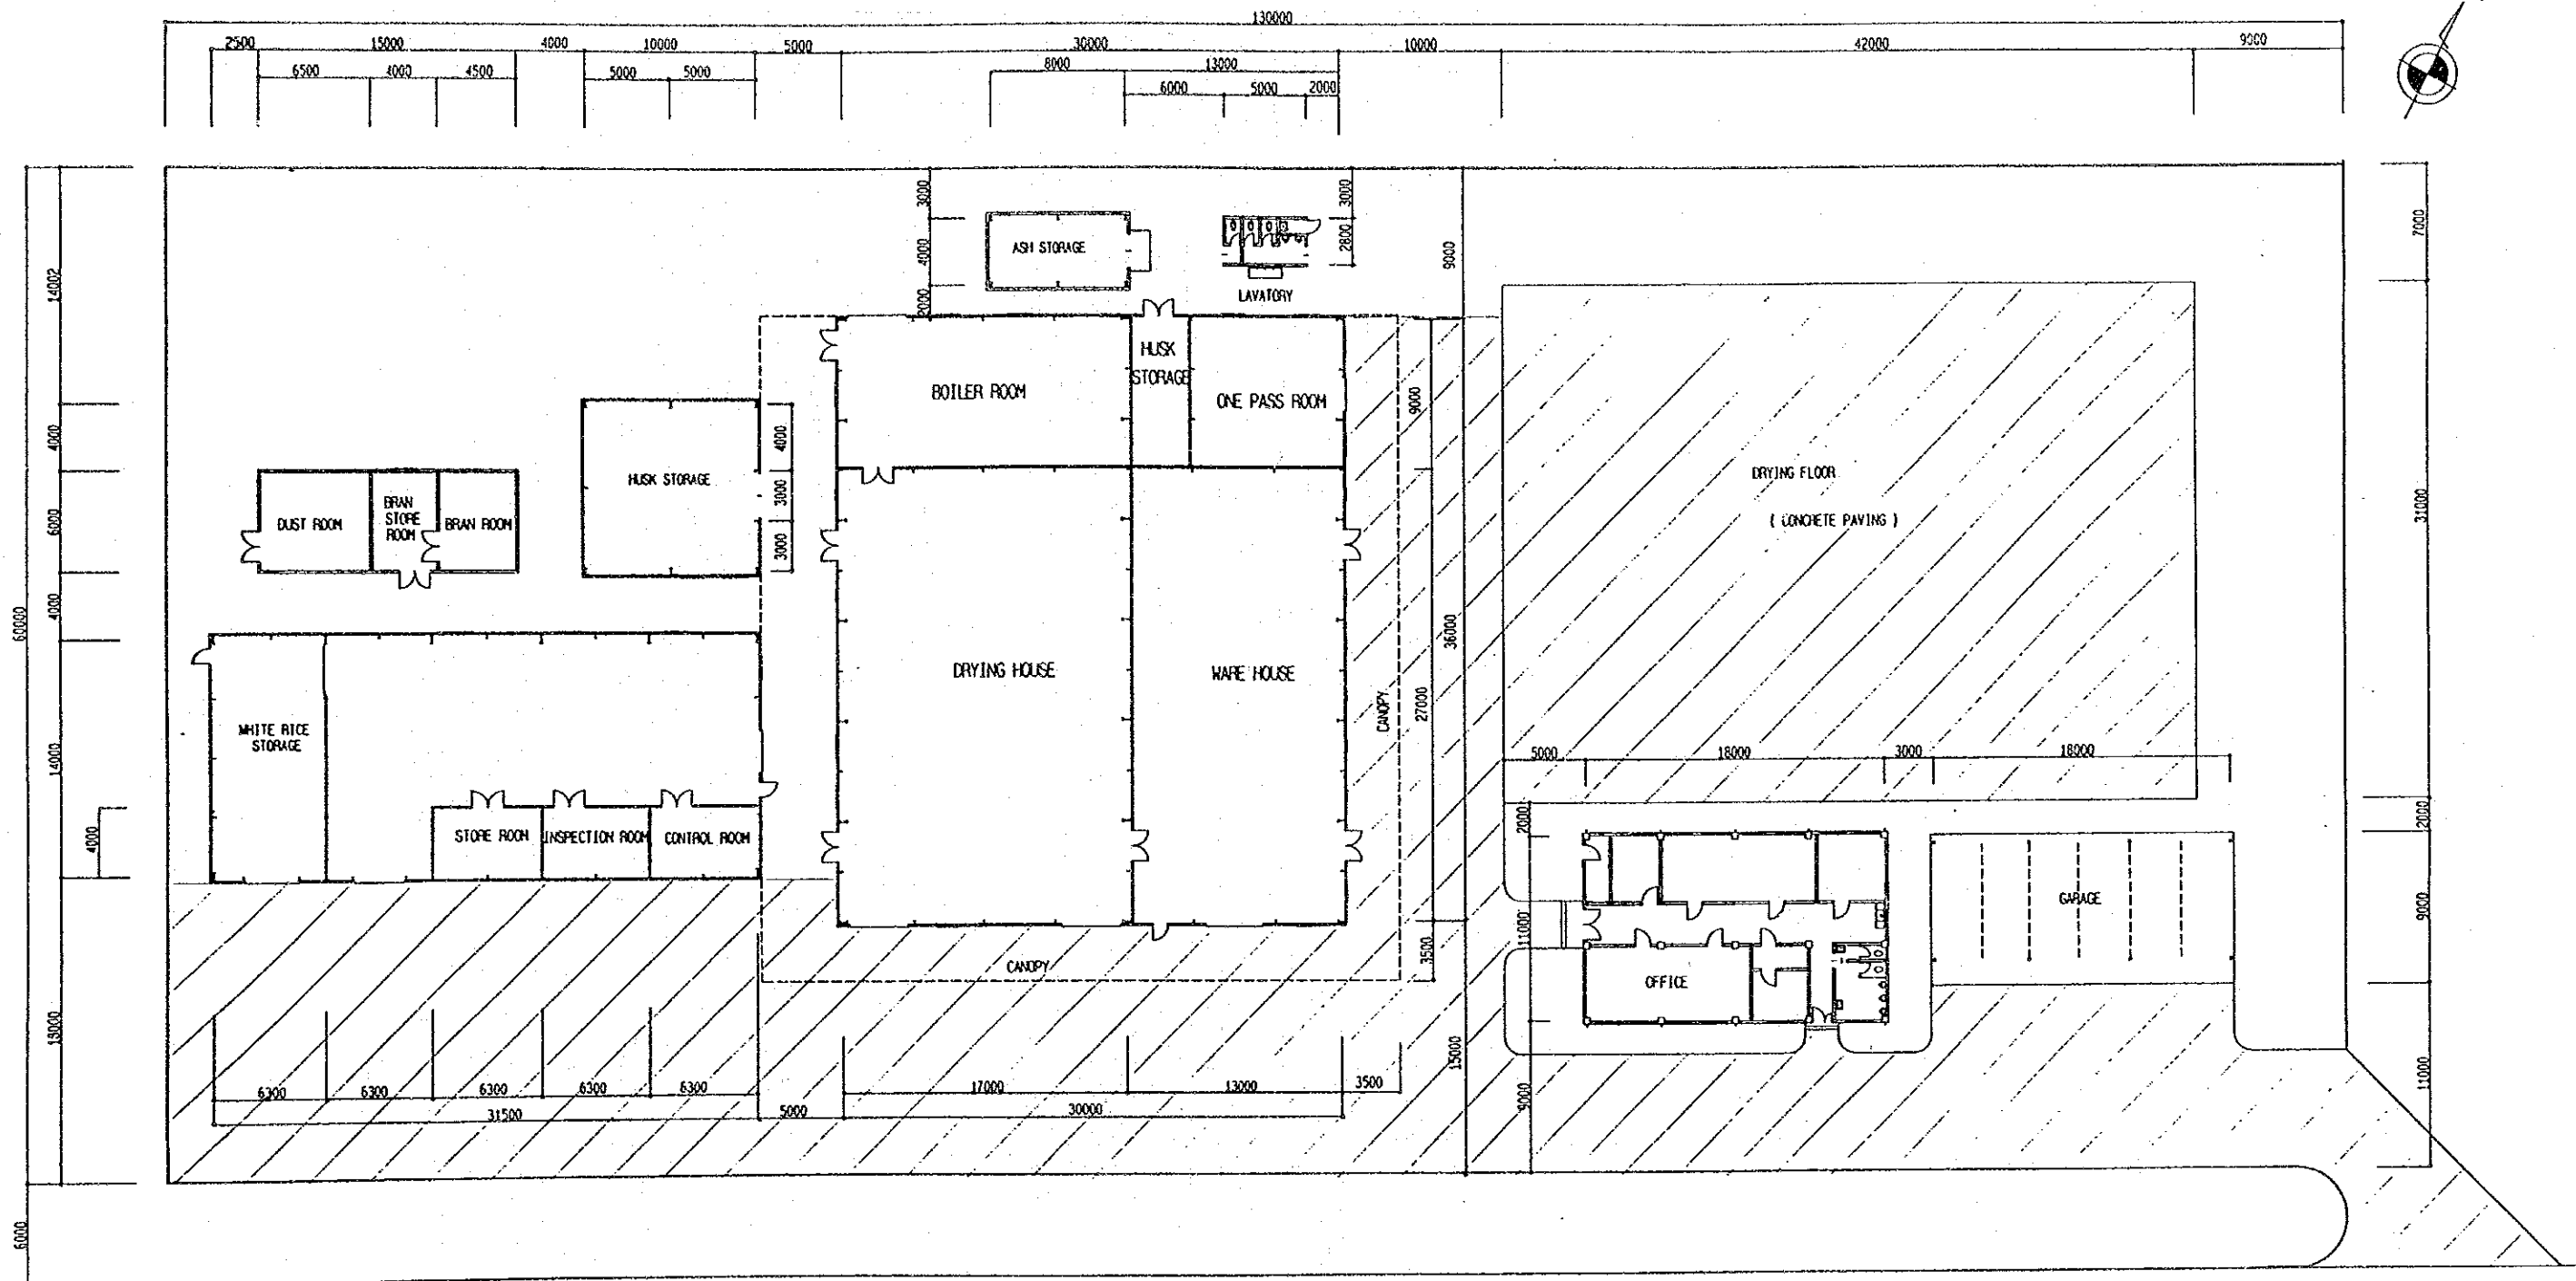 130000
2500 15000 4000 10000 5000 30000 10000 42000 9000
6500 4000 4500 5000 5000 8000 13000
6000 5000 2000
3000 3000
7000
ASH STORAGE
4000 2800 9000
14002
LAVATORY
2000
HUSK
STORAGE
BOILER ROOM
ONE PASS ROOM
9000
4000 4000
HUSK STORAGE
DRYING FLOOR
( CONCRETE PAVING )
3000
31000
DUST ROOM
BRAN
STORE
ROOM
BRAN ROOM
6000
3000
60000 4000
36000
DRYING HOUSE
WARE HOUSE
CANOPY
27000
WHITE RICE
STORAGE
14000
5000 18000 3000 18000
2000 2000
4000
STORE ROOM
INSPECTION ROOM
CONTROL ROOM
GARAGE
9000
11000
3500
CANOPY
OFFICE
13000
15000
11000
9000
6300 6300 6300 6300 6300 17000 13000 3500
31500 5000 30000
6000